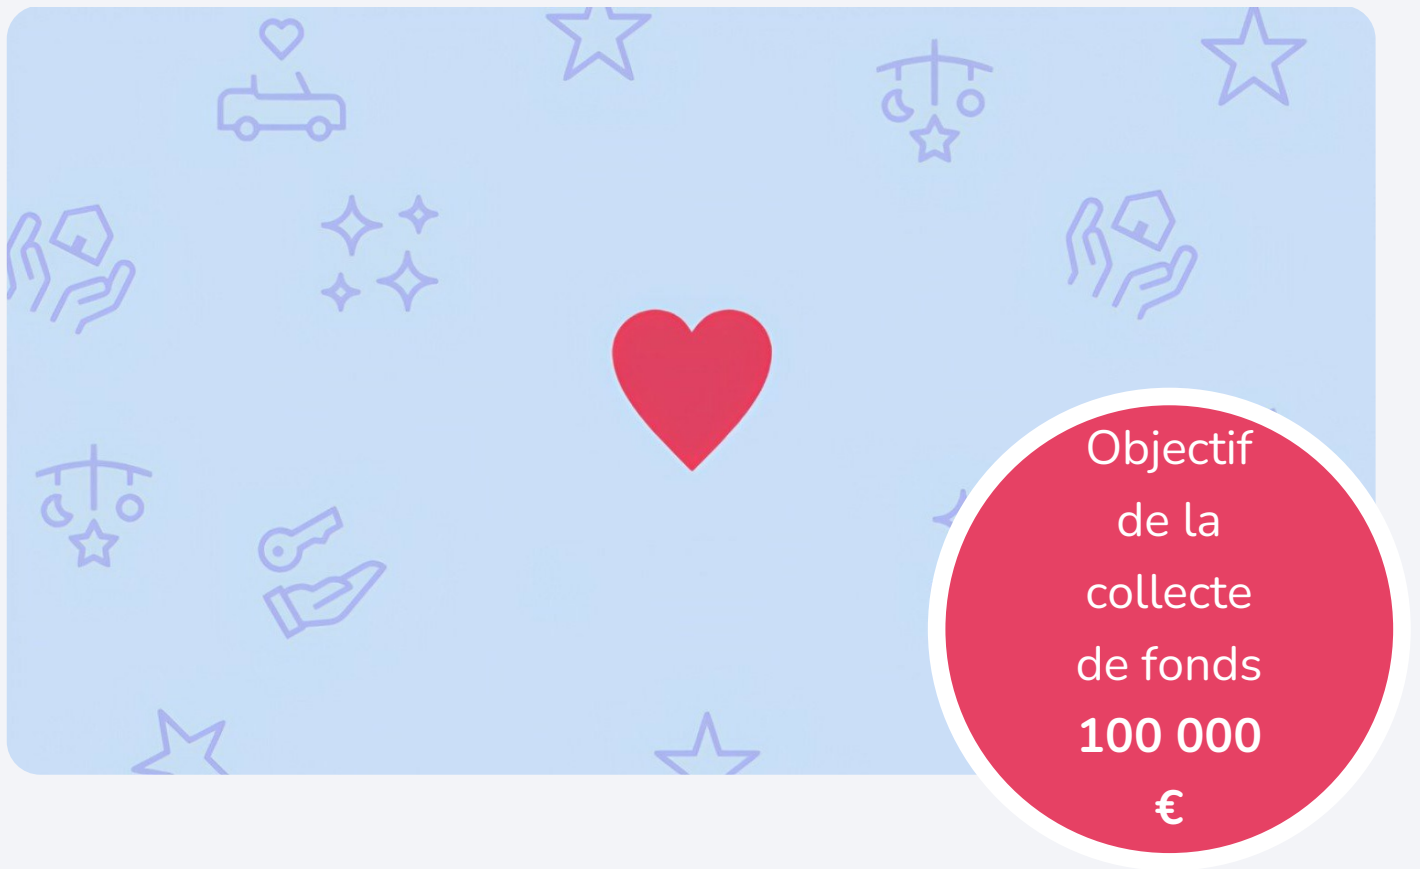 Objectif
de la
collecte
de fonds
100 000
€